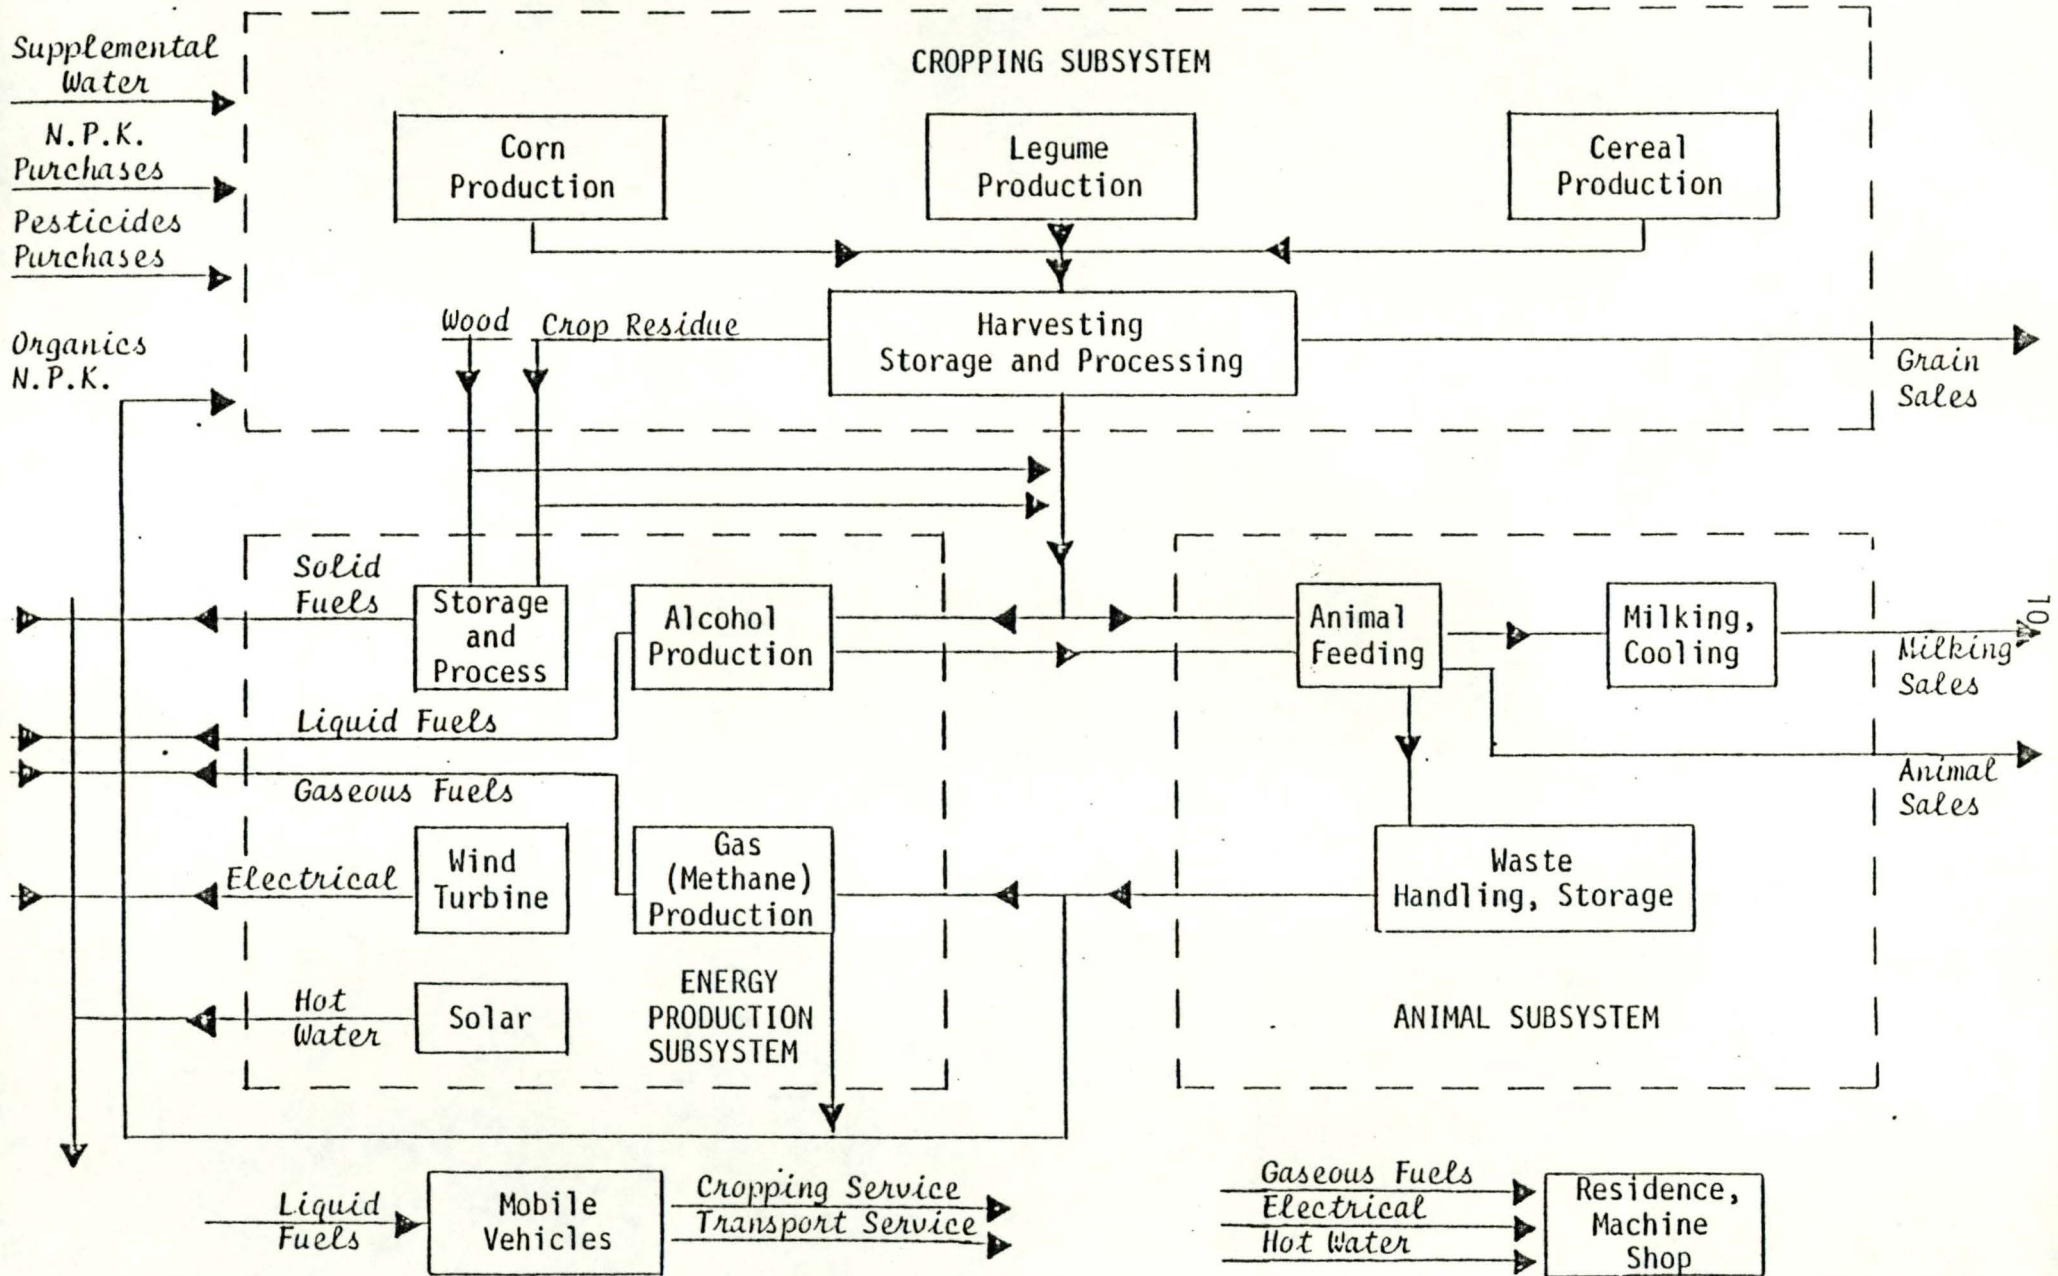 CROPPING SUBSYSTEM
Supplemental
Water
N.P.K.
Purchases
Pesticides
Purchases
Organics
N.P.K.
Corn
Production
Legume
Production
Cereal
Production
Wood
Crop Residue
Harvesting
Storage and Processing
Grain
Sales
Solid
Fuels
Storage
and
Process
Alcohol
Production
Liquid Fuels
Gaseous Fuels
Electrical
Wind
Turbine
Gas
(Methane)
Production
Hot
Water
Solar
ENERGY
PRODUCTION
SUBSYSTEM
Animal
Feeding
Milking,
Cooling
Milking
Sales
Animal
Sales
Waste
Handling, Storage
ANIMAL SUBSYSTEM
10
Liquid
Fuels
Mobile
Vehicles
Cropping Service
Transport Service
Gaseous Fuels
Electrical
Hot Water
Residence,
Machine
Shop